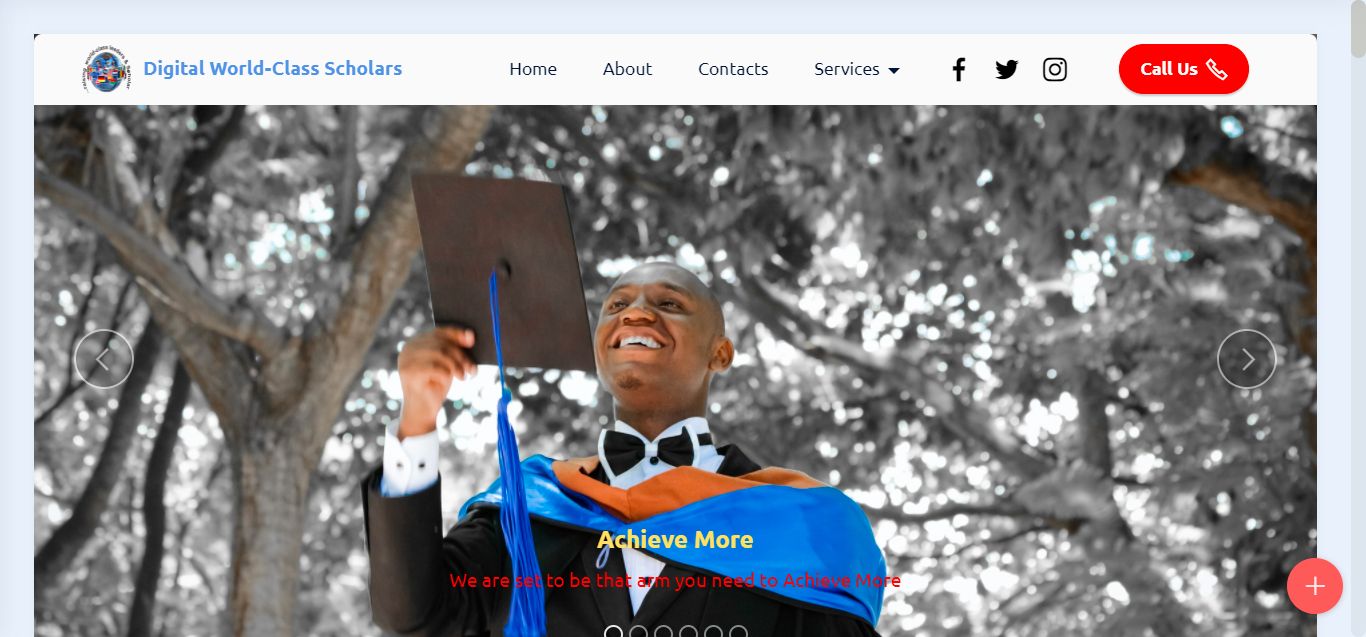 Digital World-Class Scholars
Home
About
Contacts
Services
Call Us
Achieve More
We are set to be that arm you need to Achieve More